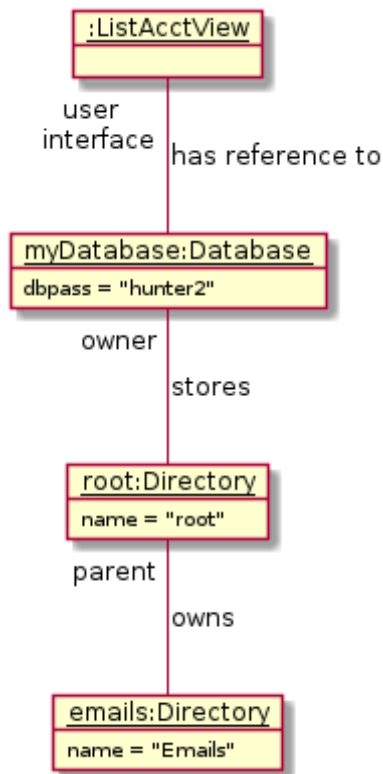 :ListAcctView
user
interface
has reference to
myDatabase:Database
dbpass = "hunter2"
owner
stores
root:Directory
name = "root"
parent
owns
emails:Directory
name = "Emails"